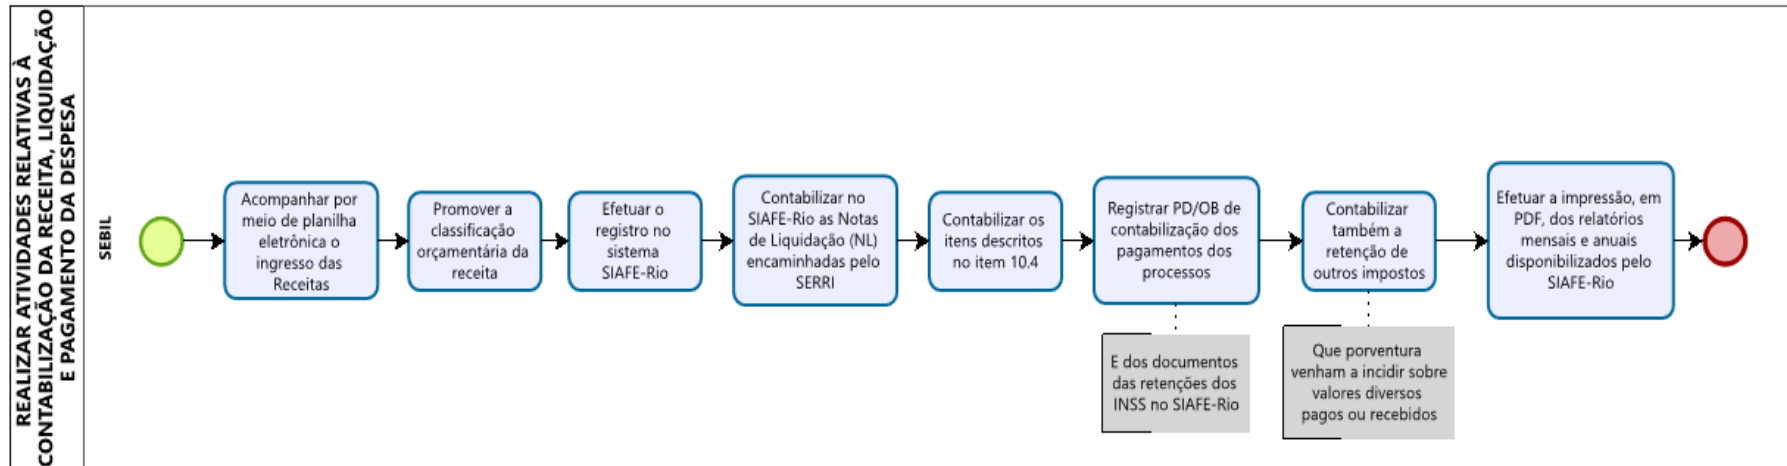 REALIZAR ATIVIDADES RELATIVAS À
CONTABILIZAÇÃO DA RECEITA, LIQUIDAÇÃO
E PAGAMENTO DA DESPESA
SEBIL
Acompanhar por
meio de planilha
eletrônica o
ingresso das
Receitas
Promover a
classificação
orçamentária da
receita
Efetuar o
registro no
sistema
SIAFE-Rio
Contabilizar no
SIAFE-Rio as Notas
de Liquidação (NL)
encaminhadas pelo
SERRI
Contabilizar os
itens descritos
no item 10.4
Registrar PD/OB de
contabilização dos
pagamentos dos
processos
E dos documentos
das retenções dos
INSS no SIAFE-Rio
Contabilizar
também a
retenção de
outros impostos
Que porventura
venham a incidir sobre
valores diversos
pagos ou recebidos
Efetuar a impressão, em
PDF, dos relatórios
mensais e anuais
disponibilizados pelo
SIAFE-Rio